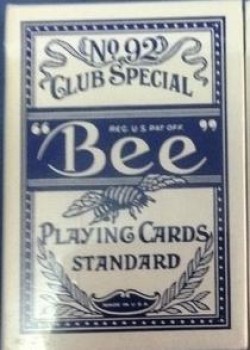 No. 92
CLUB SPECIAL
REG. U.S. PAT. OFF.
"Bee"
PLAYING CARDS
STANDARD
MADE IN U.S.A.